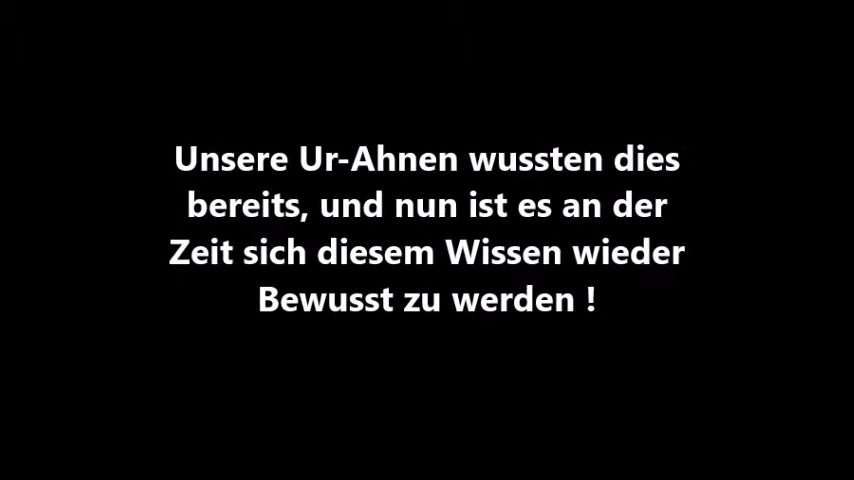 Unsere Ur-Ahnen wussten dies
bereits, und nun ist es an der
Zeit sich diesem Wissen wieder
Bewusst zu werden !